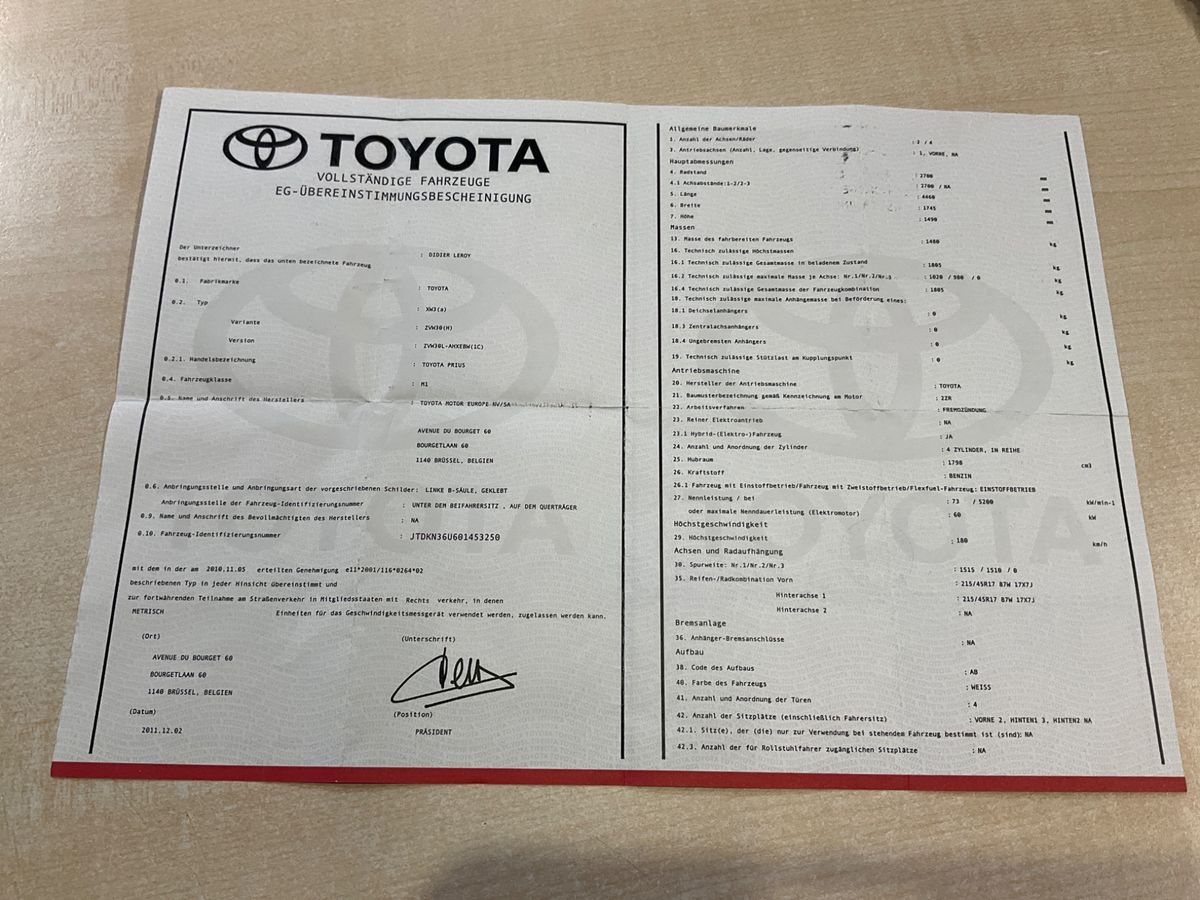 TOYOTA
VOLLSTÄNDIGE FAHRZEUGE
EG-ÜBEREINSTIMMUNGSBESCHEINIGUNG
Der Unterzeichner : DIDIER LEROY
bestätigt hiermit, dass das unten bezeichnete Fahrzeug
0.1. Fabrikmarke : TOYOTA
0.2. Typ : XW3(a)
Variante : ZVW30(H)
Version : ZVW30L-AHXEBW(1C)
0.2.1. Handelsbezeichnung : TOYOTA PRIUS
0.4. Fahrzeugklasse : M1
0.5. Name und Anschrift des Herstellers : TOYOTA MOTOR EUROPE NV/SA
AVENUE DU BOURGET 60
BOURGETLAAN 60
1140 BRÜSSEL, BELGIEN
0.6. Anbringungsstelle und Anbringungsart der vorgeschriebenen Schilder: LINKE B-SÄULE, GEKLEBT
Anbringungsstelle der Fahrzeug-Identifizierungsnummer : UNTER DEM BEIFAHRERSITZ , AUF DEM QUERTRÄGER
0.9. Name und Anschrift des Bevollmächtigten des Herstellers : NA
0.10. Fahrzeug-Identifizierungsnummer : JTDKN36U601453250
mit dem in der am 2010.11.05 erteilten Genehmigung e11*2001/116*0264*02
beschriebenen Typ in jeder Hinsicht übereinstimmt und
zur fortwährenden Teilnahme am Straßenverkehr in Mitgliedsstaaten mit Rechts verkehr, in denen
METRISCH Einheiten für das Geschwindigkeitsmessgerät verwendet werden, zugelassen werden kann.
(Ort) (Unterschrift)
AVENUE DU BOURGET 60
BOURGETLAAN 60
1140 BRÜSSEL, BELGIEN
(Datum) (Position)
2011.12.02 PRÄSIDENT
Allgemeine Baumerkmale
1. Anzahl der Achsen/Räder : 2 / 4
3. Antriebsachsen (Anzahl, Lage, gegenseitige Verbindung) : 1, VORNE, NA
Hauptabmessungen
4. Radstand : 2700 mm
4.1 Achsabstände:1-2/2-3 : 2700 / NA mm
5. Länge : 4460 mm
6. Breite : 1745 mm
7. Höhe : 1490 mm
Massen
13. Masse des fahrbereiten Fahrzeugs : 1400 kg
16. Technisch zulässige Höchstmassen
16.1 Technisch zulässige Gesamtmasse in beladenem Zustand : 1805 kg
16.2 Technisch zulässige maximale Masse je Achse: Nr.1/Nr.2/Nr.3 : 1020 / 980 / 0 kg
16.4 Technisch zulässige Gesamtmasse der Fahrzeugkombination : 1805 kg
18. Technisch zulässige maximale Anhängemasse bei Beförderung eines:
18.1 Deichselanhängers : 0 kg
18.3 Zentralachsanhängers : 0 kg
18.4 Ungebremsten Anhängers : 0 kg
19. Technisch zulässige Stützlast am Kupplungspunkt : 0 kg
Antriebsmaschine
20. Hersteller der Antriebsmaschine : TOYOTA
21. Baumusterbezeichnung gemäß Kennzeichnung am Motor : 2ZR
22. Arbeitsverfahren : FREMDZÜNDUNG
23. Reiner Elektroantrieb : NA
23.1 Hybrid-(Elektro-)Fahrzeug : JA
24. Anzahl und Anordnung der Zylinder : 4 ZYLINDER, IN REIHE
25. Hubraum : 1798 cm3
26. Kraftstoff : BENZIN
26.1 Fahrzeug mit Einstoffbetrieb/Fahrzeug mit Zweistoffbetrieb/Flexfuel-Fahrzeug: EINSTOFFBETRIEB
27. Nennleistung / bei : 73 / 5200 kW/min-1
oder maximale Nenndauerleistung (Elektromotor) : 60 kW
Höchstgeschwindigkeit
29. Höchstgeschwindigkeit : 180 km/h
Achsen und Radaufhängung
30. Spurweite: Nr.1/Nr.2/Nr.3 : 1515 / 1510 / 0
35. Reifen-/Radkombination Vorn : 215/45R17 87W 17X7J
Hinterachse 1 : 215/45R17 87W 17X7J
Hinterachse 2 : NA
Bremsanlage
36. Anhänger-Bremsanschlüsse : NA
Aufbau
38. Code des Aufbaus : AB
40. Farbe des Fahrzeugs : WEISS
41. Anzahl und Anordnung der Türen : 4
42. Anzahl der Sitzplätze (einschließlich Fahrersitz) : VORNE 2, HINTEN1 3, HINTEN2 NA
42.1. Sitz(e), der (die) nur zur Verwendung bei stehendem Fahrzeug bestimmt ist (sind): NA
42.3. Anzahl der für Rollstuhlfahrer zugänglichen Sitzplätze : NA